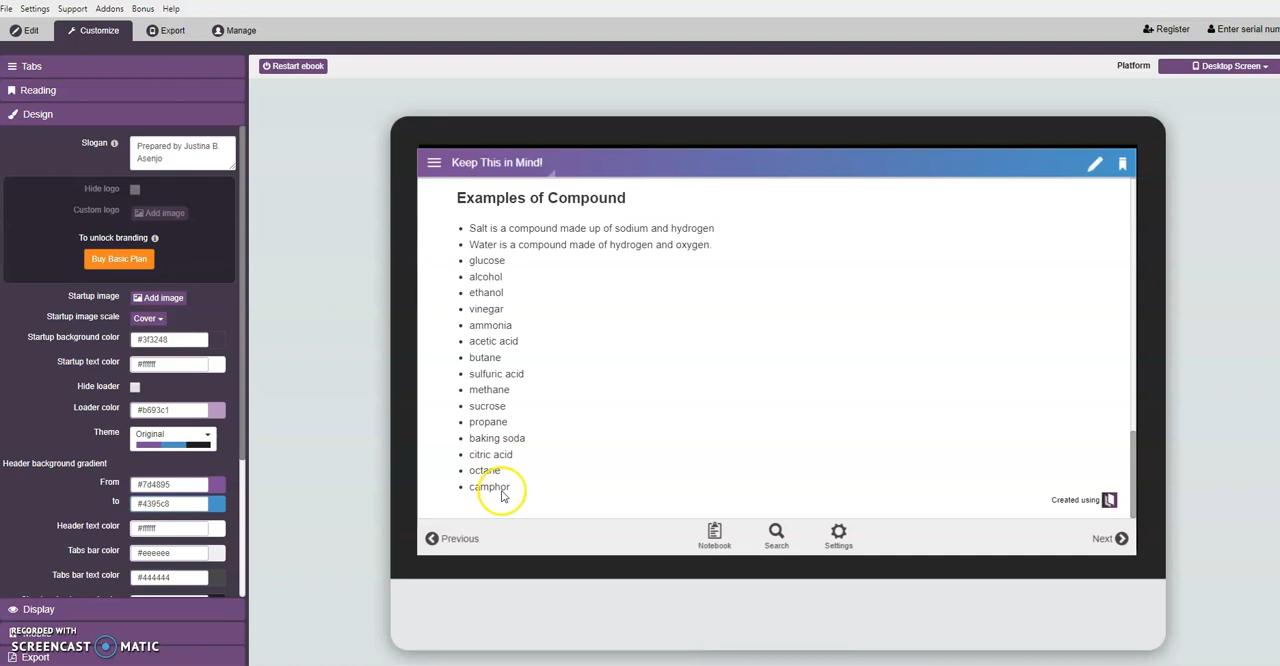 File Settings Support Addons Bonus Help
Edit Customize Export Manage Register Enter serial num
Tabs
Reading
Design
Slogan
Prepared by Justina B.
Asenjo
Hide logo
Custom logo Add image
To unlock branding
Buy Basic Plan
Startup image Add image
Startup image scale Cover
Startup background color #3f3248
Startup text color #ffffff
Hide loader
Loader color #b693c1
Theme Original
Header background gradient
From #7d4895
to #4395c8
Header text color #ffffff
Tabs bar color #eeeeee
Tabs bar text color #444444
Display
RECORDED WITH
SCREENCAST MATIC
Export
Restart ebook Platform Desktop Screen
Keep This in Mind!
Examples of Compound
• Salt is a compound made up of sodium and hydrogen
• Water is a compound made of hydrogen and oxygen.
• glucose
• alcohol
• ethanol
• vinegar
• ammonia
• acetic acid
• butane
• sulfuric acid
• methane
• sucrose
• propane
• baking soda
• citric acid
• octane
• camphor
Created using
Previous Notebook Search Settings Next